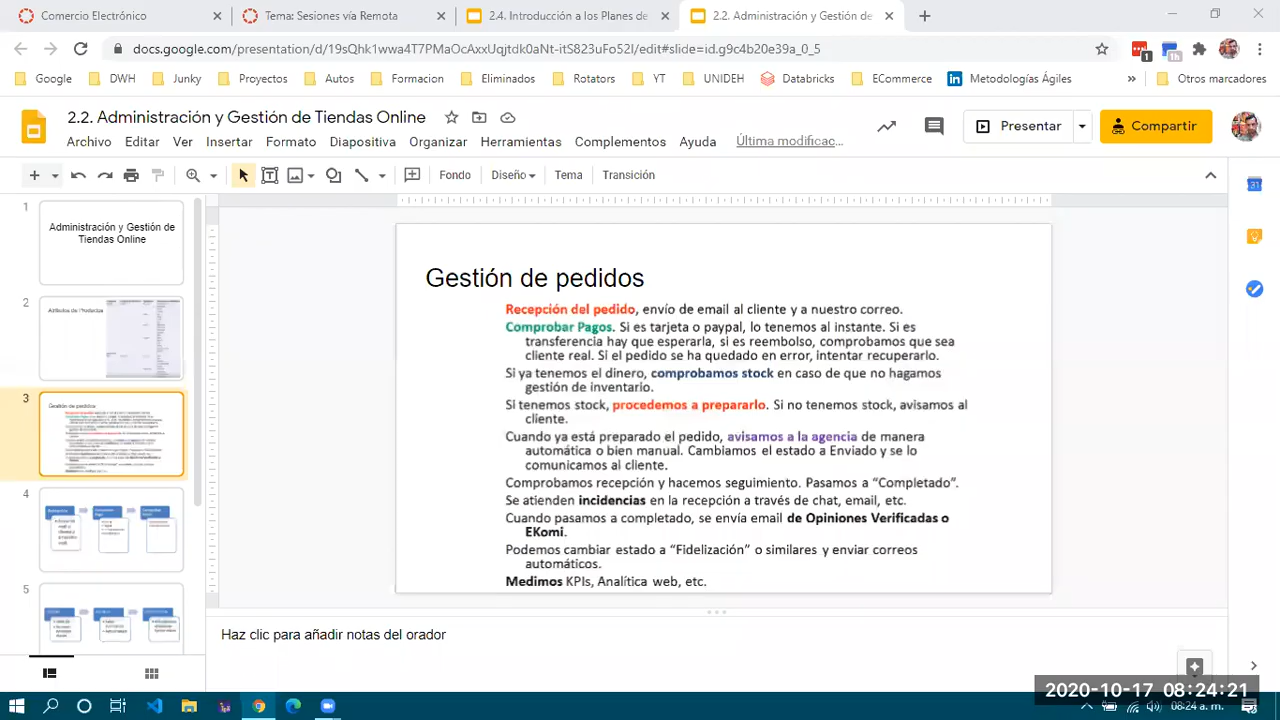 Comercio Electrónico
Tema: Sesiones vía Remota
2.4. Introducción a los Planes de
2.2. Administración y Gestión de
docs.google.com/presentation/d/19sQhk1wwa4T7PMaOcAxxUqjtdk0aNt-itS823uFo52I/edit#slide=id.g9c4b20e39a_0_5
Google
DWH
Junky
Proyectos
Autos
Formacion
Eliminados
Rotators
YT
UNIDEH
Databricks
ECommerce
Metodologías Ágiles
»
Otros marcadores
2.2. Administración y Gestión de Tiendas Online
Archivo Editar Ver Insertar Formato Diapositiva Organizar Herramientas Complementos Ayuda Última modificac...
Presentar
Compartir
Fondo
Diseño
Tema
Transición
1
Administración y Gestión de
Tiendas Online
2
3
Gestión de pedidos
4
5
Gestión de pedidos
Recepción del pedido, envío de email al cliente y a nuestro correo.
Comprobar Pagos. Si es tarjeta o paypal, lo tenemos al instante. Si es
transferencia hay que esperarla, si es reembolso, comprobamos que sea
cliente real. Si el pedido se ha quedado en error, intentar recuperarlo.
Si ya tenemos el dinero, comprobamos stock en caso de que no hagamos
gestión de inventario.
Si tenemos stock, procedemos a prepararlo. Si no tenemos stock, avisamos al
cliente.
Cuando ya está preparado el pedido, avisamos a la agencia de manera
automática o bien manual. Cambiamos el estado a Enviado y se lo
comunicamos al cliente.
Comprobamos recepción y hacemos seguimiento. Pasamos a “Completado”.
Se atienden incidencias en la recepción a través de chat, email, etc.
Cuando pasamos a completado, se envía email de Opiniones Verificadas o
EKomi.
Podemos cambiar estado a “Fidelización” o similares y enviar correos
automáticos.
Medimos KPIs, Analítica web, etc.
Haz clic para añadir notas del orador
2020-10-17 08:24:21
08:24 a. m.